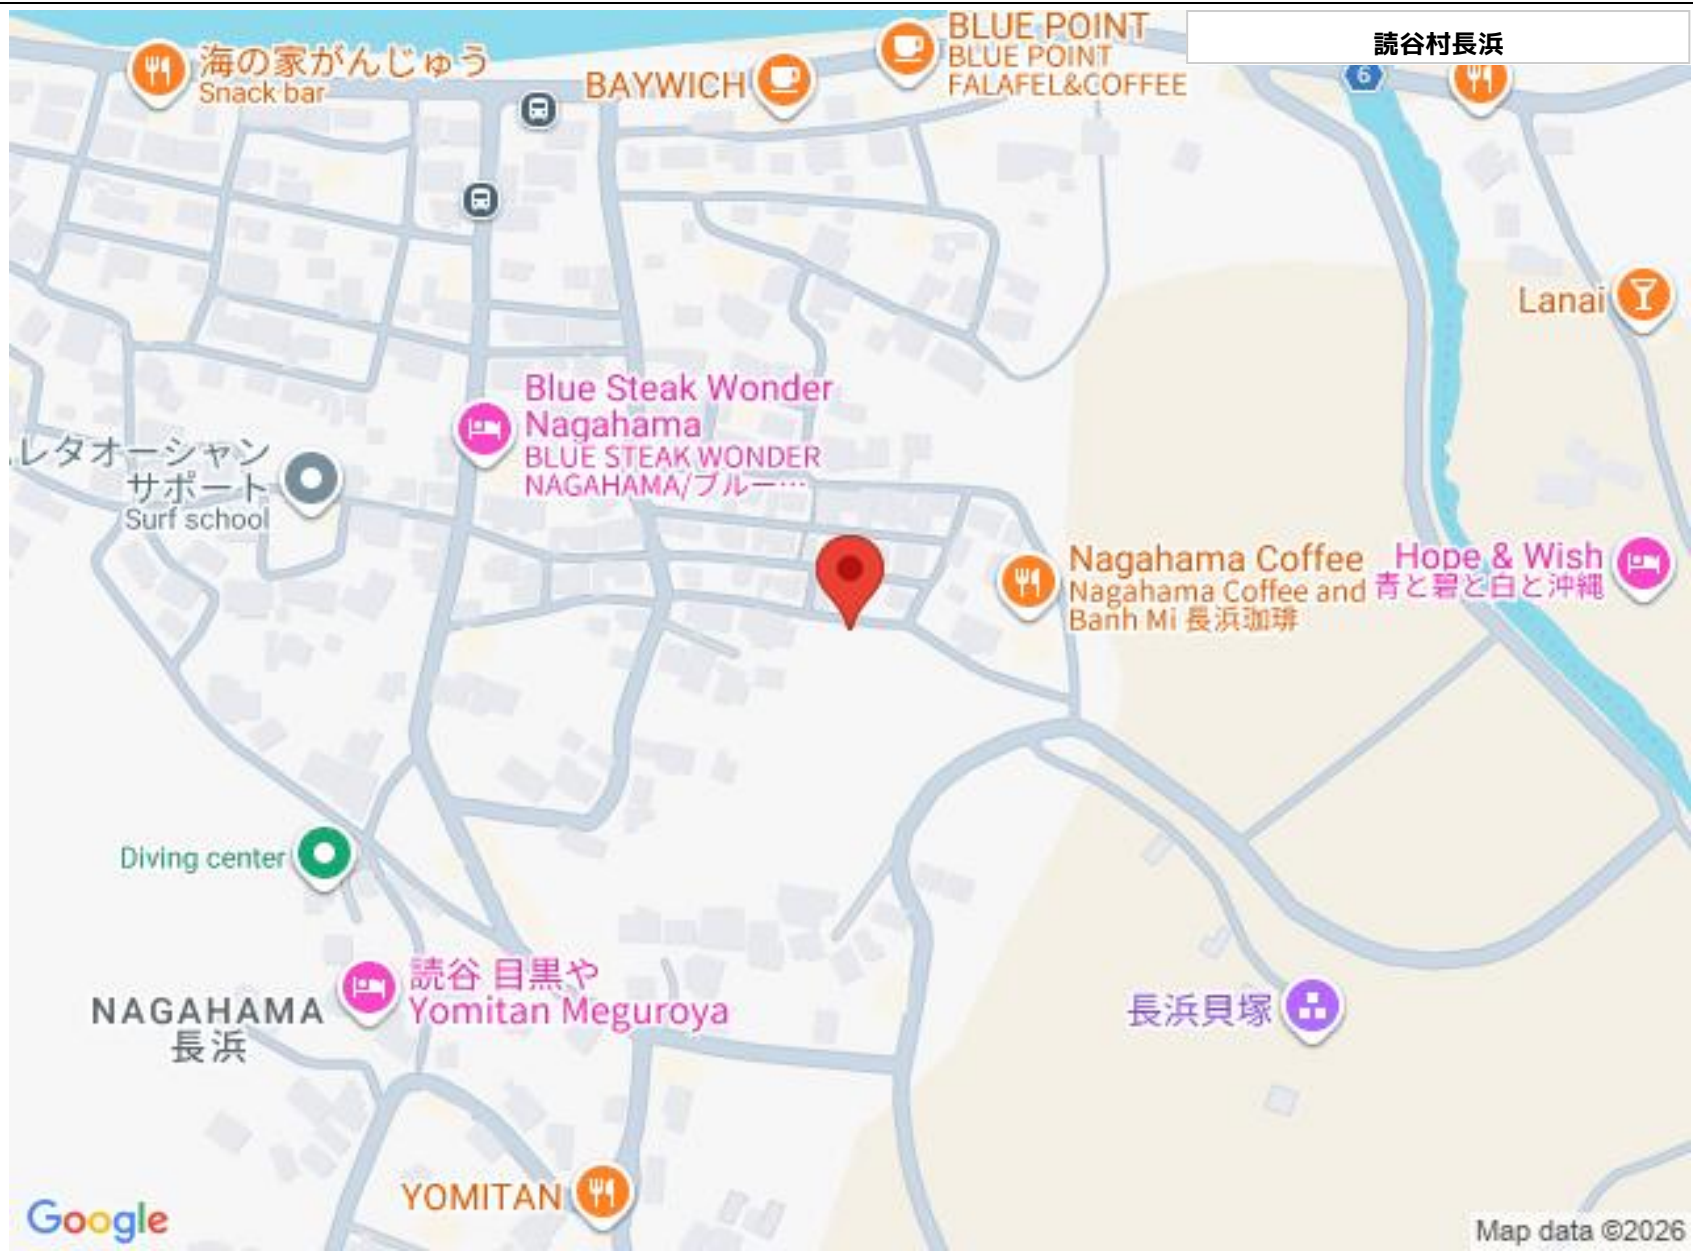 読谷村長浜
BLUE POINT
BLUE POINT
FALAFEL&COFFEE
海の家がんじゅう
Snack bar
BAYWICH
6
Lanai
Blue Steak Wonder
Nagahama
BLUE STEAK WONDER
NAGAHAMA/ブルー…
レタオーシャン
サポート
Surf school
Nagahama Coffee
Nagahama Coffee and
Banh Mi 長浜珈琲
Hope & Wish
青と碧と白と沖縄
Diving center
読谷 目黒や
Yomitan Meguroya
NAGAHAMA
長浜
長浜貝塚
YOMITAN
Google
Map data ©2026